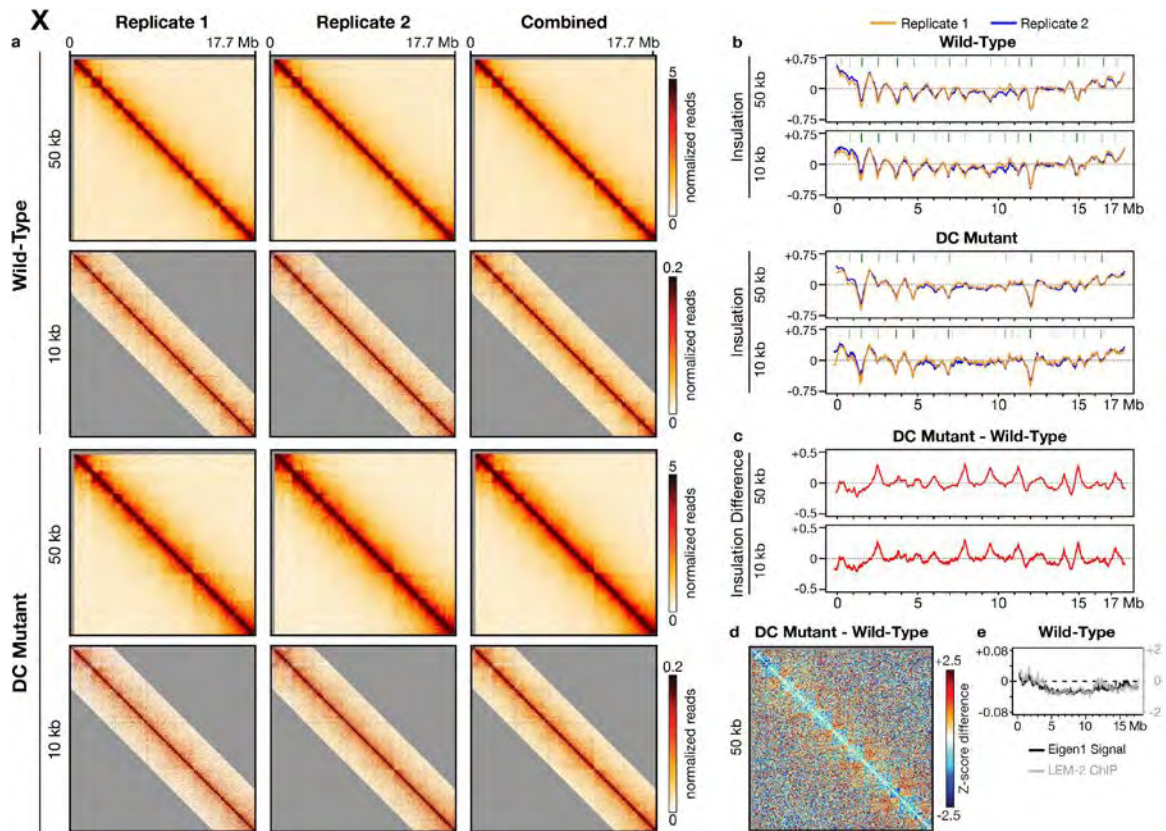 X
Replicate 1
Replicate 2
Combined
a
0
17.7 Mb
0
17.7 Mb
0
17.7 Mb
Wild-Type
50 kb
5
normalized reads
0
10 kb
0.2
normalized reads
0
DC Mutant
50 kb
5
normalized reads
0
10 kb
0.2
normalized reads
0
Replicate 1
Replicate 2
b
Wild-Type
Insulation
50 kb
+0.75
0
-0.75
10 kb
+0.75
0
-0.75
0
5
10
15
17 Mb
DC Mutant
Insulation
50 kb
+0.75
0
-0.75
10 kb
+0.75
0
-0.75
0
5
10
15
17 Mb
c
DC Mutant - Wild-Type
Insulation Difference
50 kb
+0.5
0
-0.5
10 kb
+0.5
0
-0.5
0
5
10
15
17 Mb
d
DC Mutant - Wild-Type
50 kb
+2.5
Z-score difference
-2.5
e
Wild-Type
+0.08
0
-0.08
+2
0
-2
0
5
10
15 Mb
Eigen1 Signal
LEM-2 ChIP